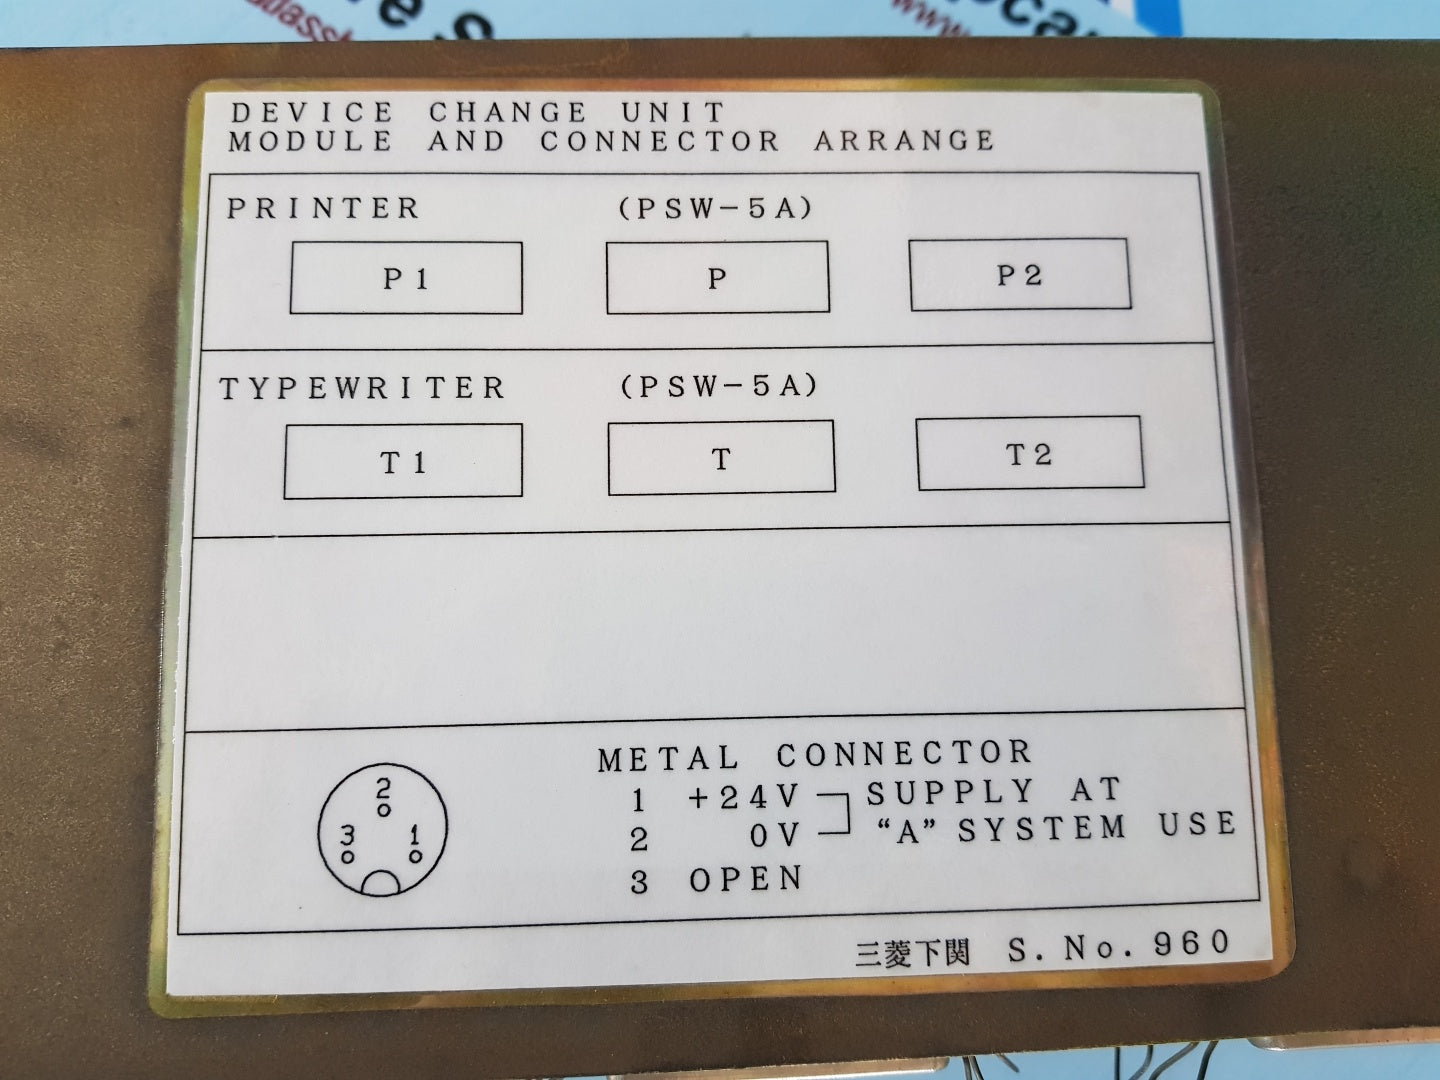 DEVICE CHANGE UNIT
MODULE AND CONNECTOR ARRANGE
PRINTER (PSW-5A)
P1 P P2
TYPEWRITER (PSW-5A)
T1 T T2
METAL CONNECTOR
1 +24V SUPPLY AT
2 0V “A” SYSTEM USE
3 OPEN
2
3 1
三菱下関 S. No. 960